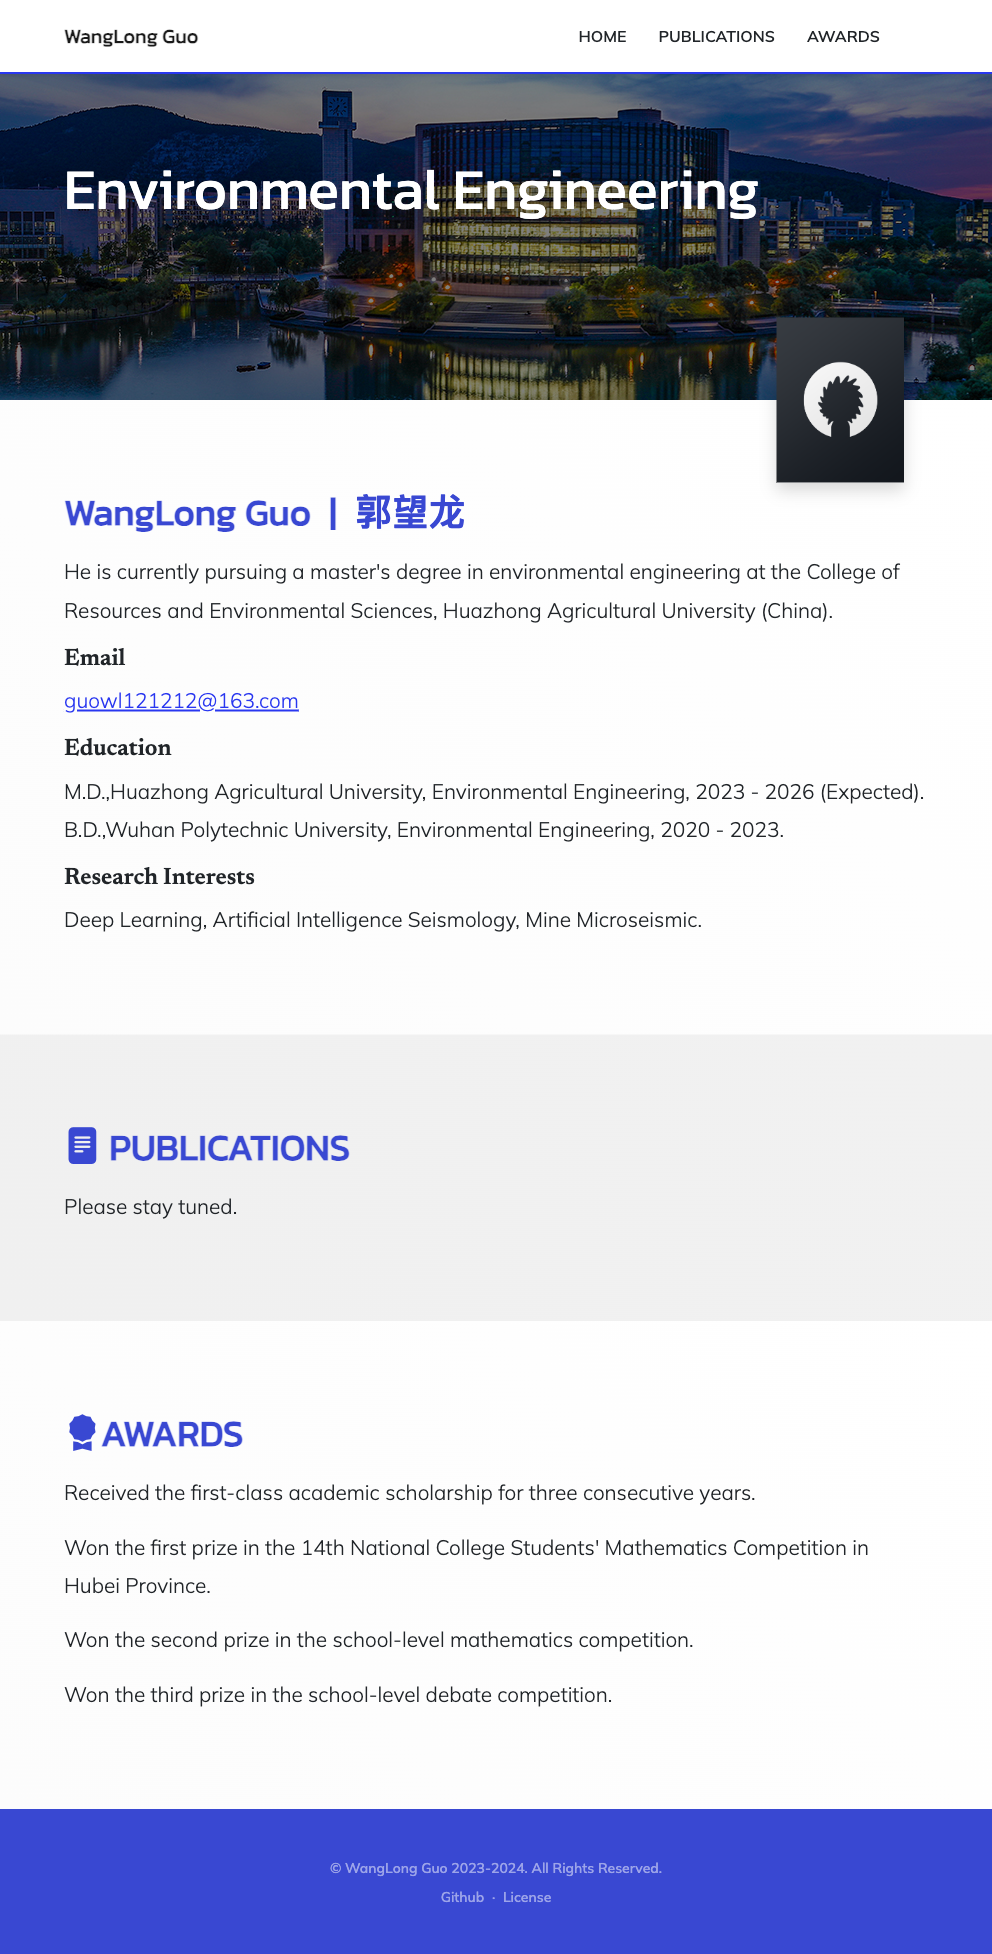 WangLong Guo
HOME PUBLICATIONS AWARDS
Environmental Engineering
WangLong Guo | 郭望龙
He is currently pursuing a master's degree in environmental engineering at the College of
Resources and Environmental Sciences, Huazhong Agricultural University (China).
Email
guowl121212@163.com
Education
M.D.,Huazhong Agricultural University, Environmental Engineering, 2023 - 2026 (Expected).
B.D.,Wuhan Polytechnic University, Environmental Engineering, 2020 - 2023.
Research Interests
Deep Learning, Artificial Intelligence Seismology, Mine Microseismic.
PUBLICATIONS
Please stay tuned.
AWARDS
Received the first-class academic scholarship for three consecutive years.
Won the first prize in the 14th National College Students' Mathematics Competition in
Hubei Province.
Won the second prize in the school-level mathematics competition.
Won the third prize in the school-level debate competition.
© WangLong Guo 2023-2024. All Rights Reserved.
Github · License